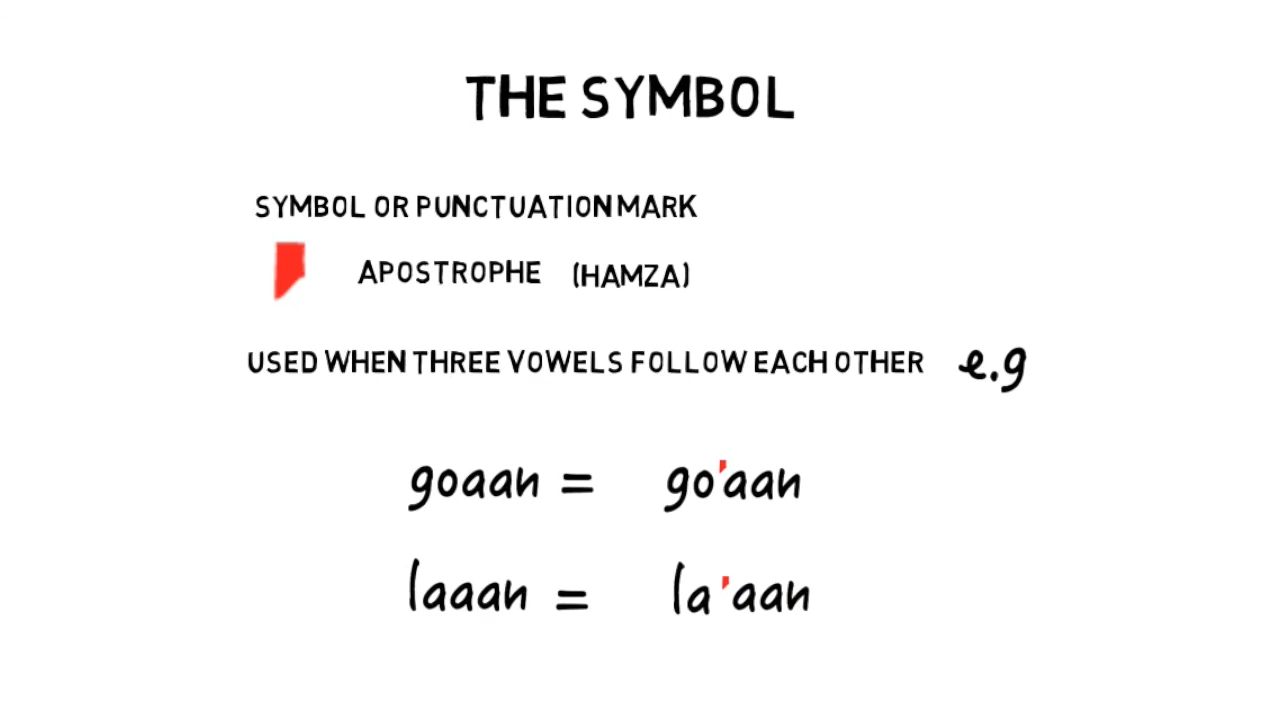 THE SYMBOL
SYMBOL OR PUNCTUATION MARK
' APOSTROPHE (HAMZA)
USED WHEN THREE VOWELS FOLLOW EACH OTHER e.g
goaan = go'aan
laaan = la'aan